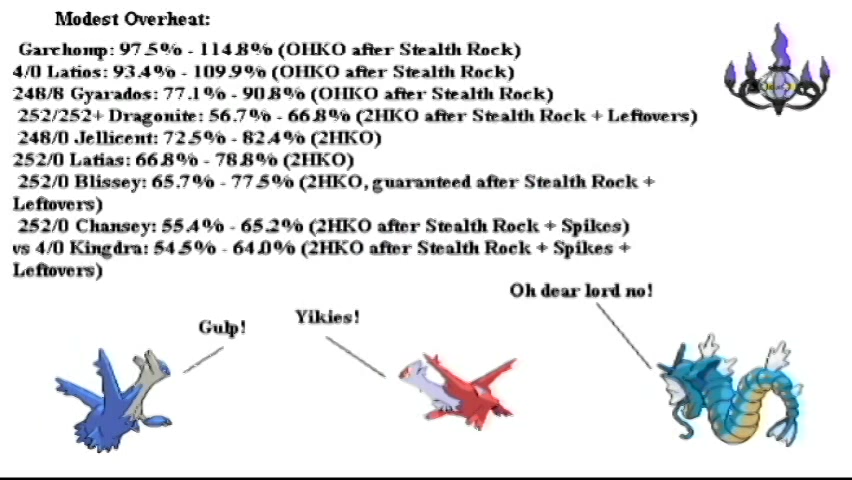 Modest Overheat:
Garchomp: 97.5% - 114.8% (OHKO after Stealth Rock)
4/0 Latios: 93.4% - 109.9% (OHKO after Stealth Rock)
248/8 Gyarados: 77.1% - 90.8% (OHKO after Stealth Rock)
252/252+ Dragonite: 56.7% - 66.8% (2HKO after Stealth Rock + Leftovers)
248/0 Jellicent: 72.5% - 82.4% (2HKO)
252/0 Latias: 66.8% - 78.8% (2HKO)
252/0 Blissey: 65.7% - 77.5% (2HKO, guaranteed after Stealth Rock +
Leftovers)
252/0 Chansey: 55.4% - 65.2% (2HKO after Stealth Rock + Spikes)
vs 4/0 Kingdra: 54.5% - 64.0% (2HKO after Stealth Rock + Spikes +
Leftovers)
Oh dear lord no!
Yikies!
Gulp!